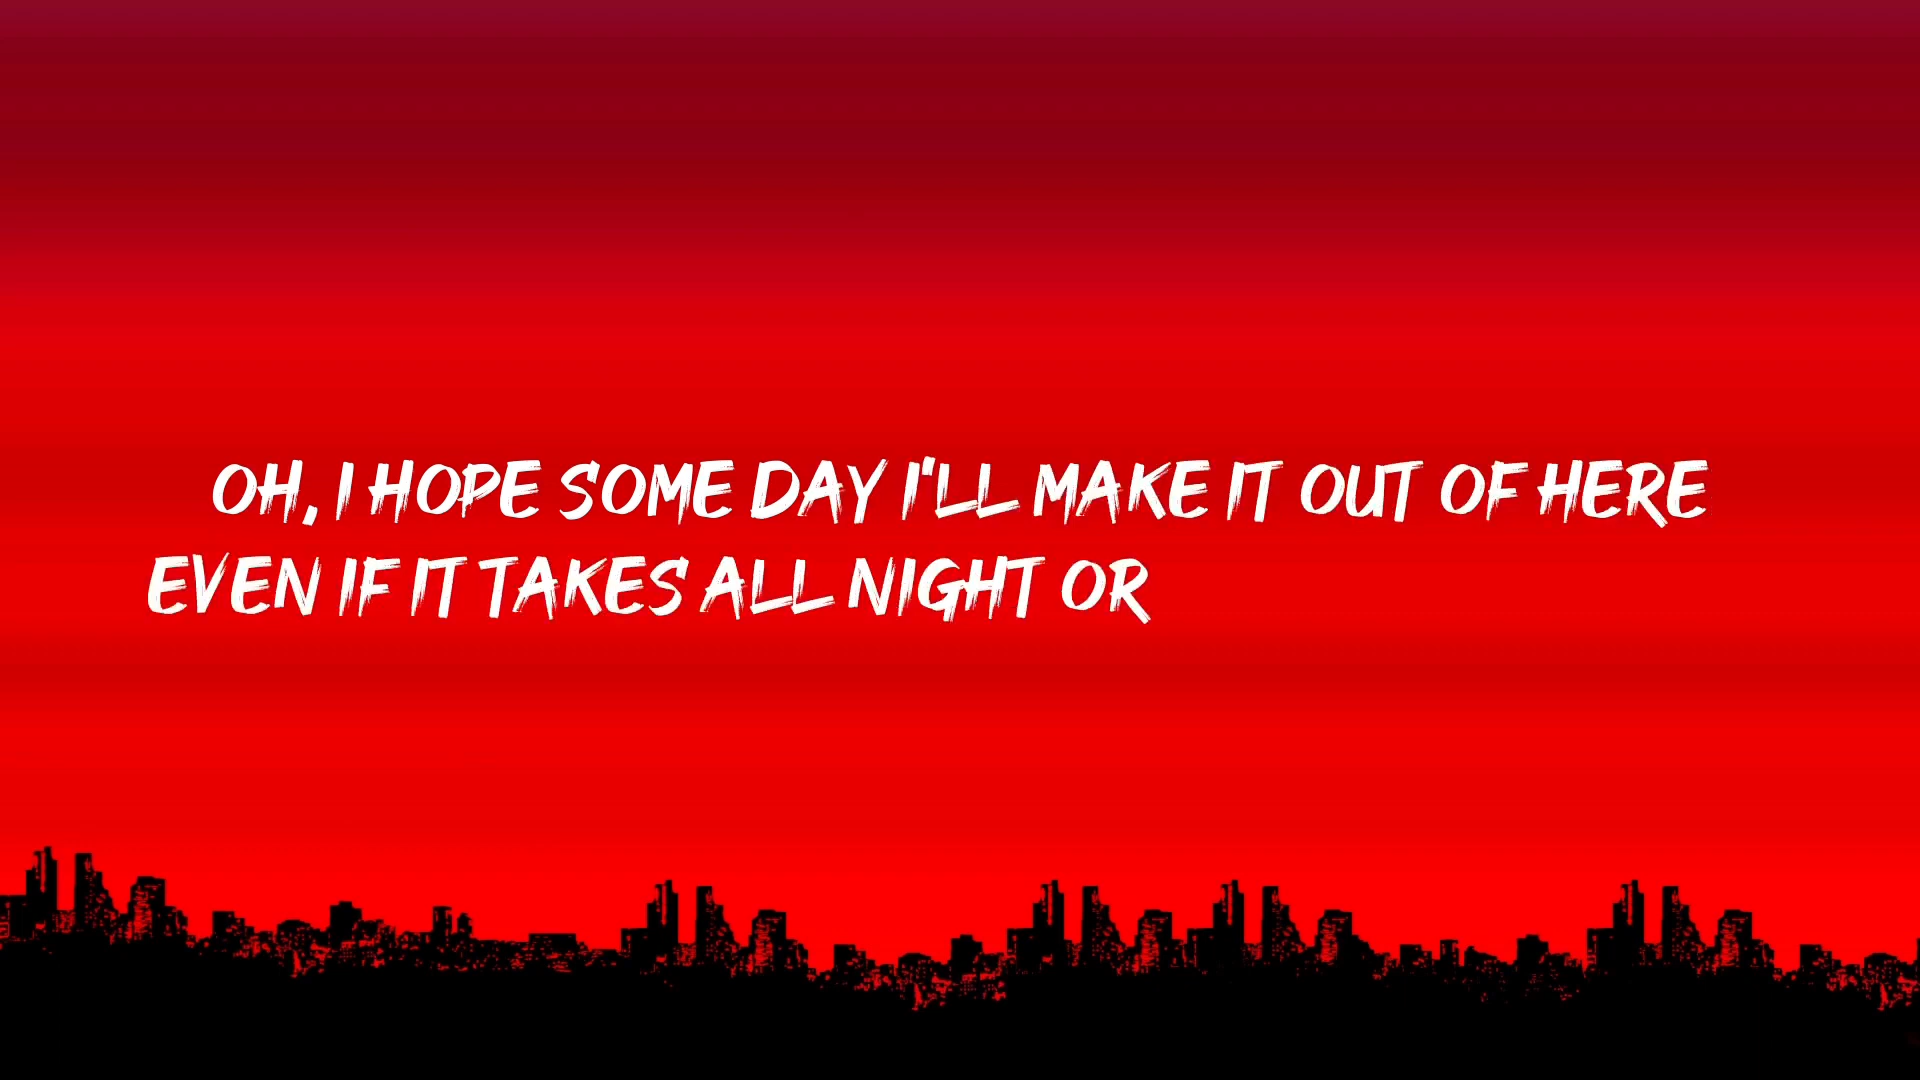 OH, I HOPE SOME DAY I'LL MAKE IT OUT OF HERE
EVEN IF IT TAKES ALL NIGHT OR